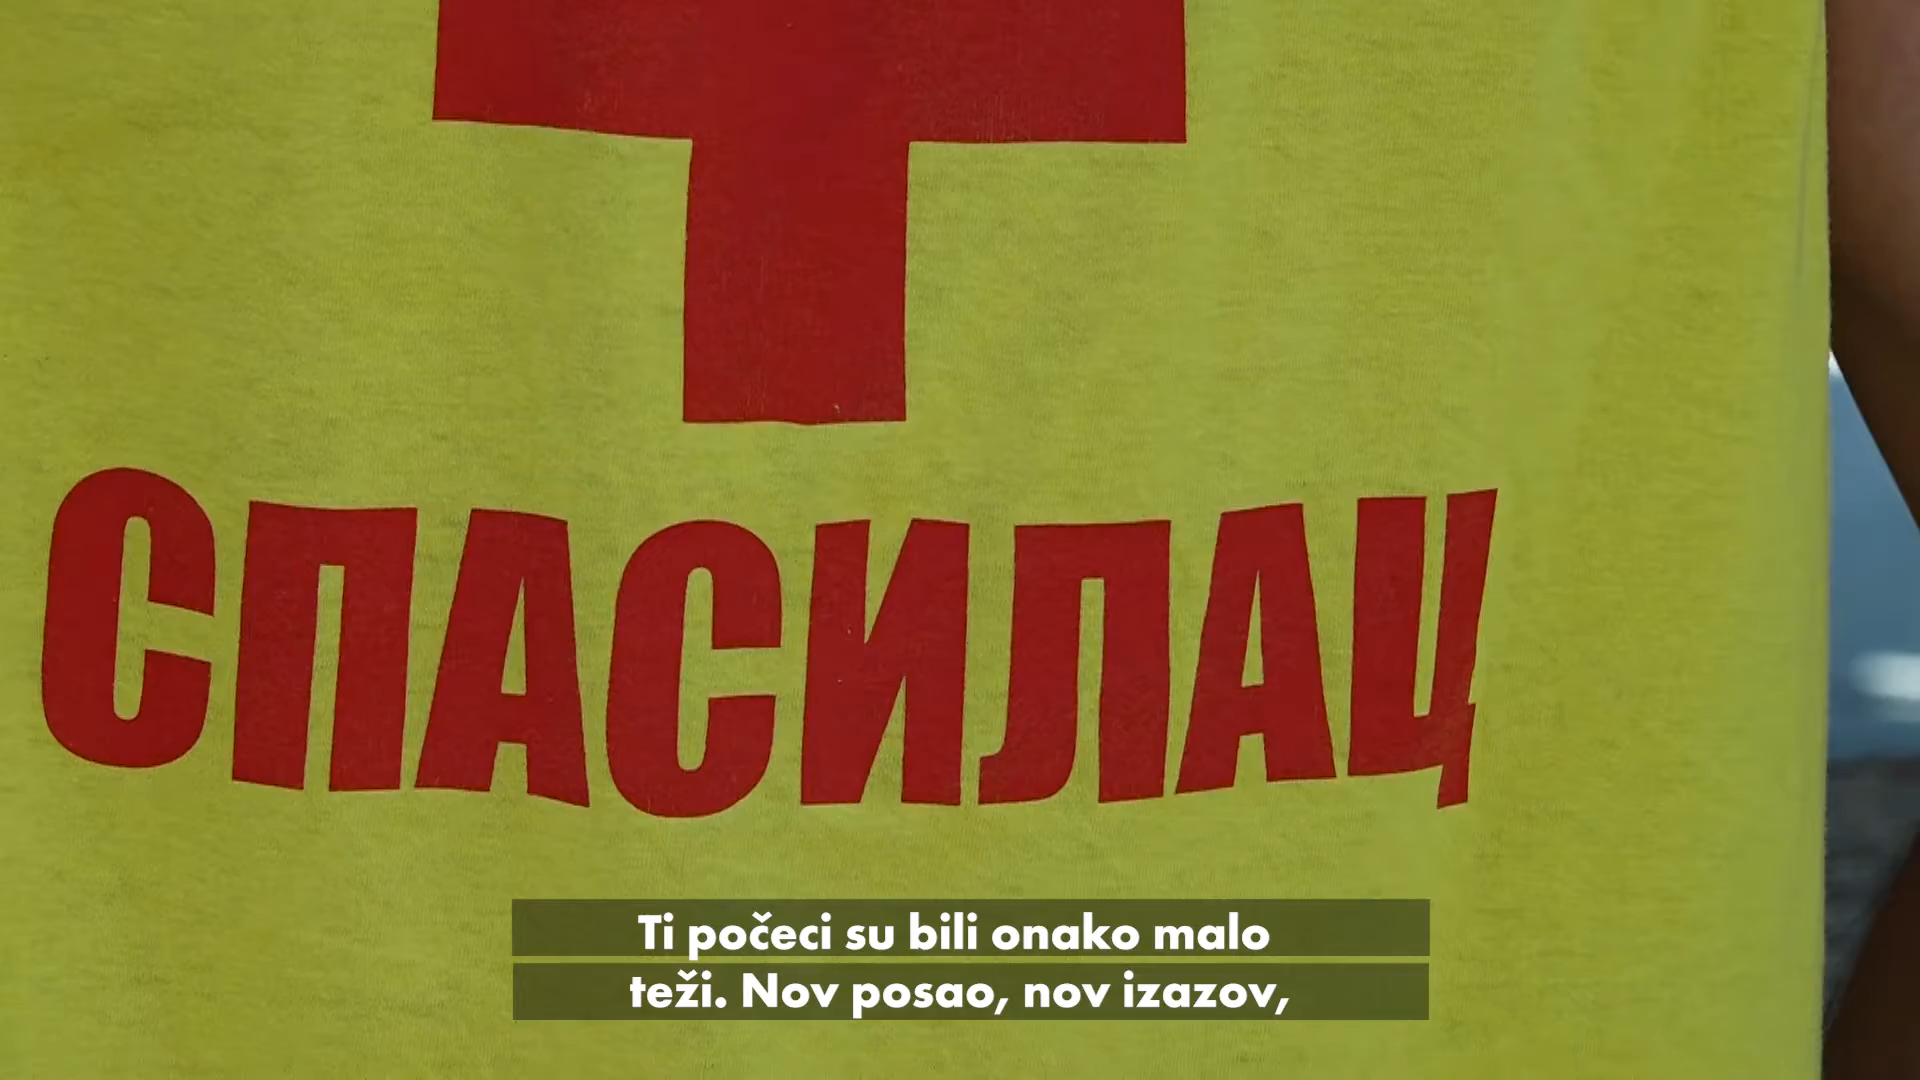 СПАСИЛАЦ
Ti počeci su bili onako malo
teži. Nov posao, nov izazov,